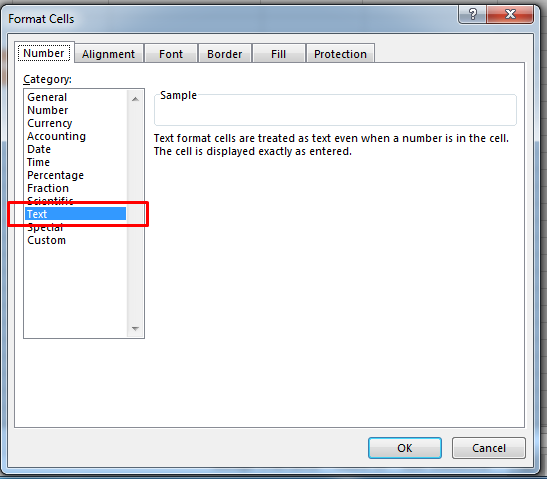 Format Cells
?
Number Alignment Font Border Fill Protection
Category:
General
Number
Currency
Accounting
Date
Time
Percentage
Fraction
Scientific
Text
Special
Custom
Sample
Text format cells are treated as text even when a number is in the cell.
The cell is displayed exactly as entered.
OK Cancel